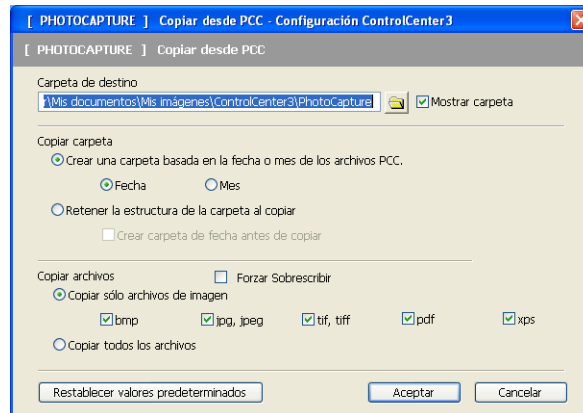 [ PHOTOCAPTURE ] Copiar desde PCC - Configuración ControlCenter3
[ PHOTOCAPTURE ] Copiar desde PCC
Carpeta de destino
\Mis documentos\Mis imágenes\ControlCenter3\PhotoCapture Mostrar carpeta
Copiar carpeta
Crear una carpeta basada en la fecha o mes de los archivos PCC.
Fecha Mes
Retener la estructura de la carpeta al copiar
Crear carpeta de fecha antes de copiar
Copiar archivos Forzar Sobrescribir
Copiar sólo archivos de imagen
bmp jpg, jpeg tif, tiff pdf xps
Copiar todos los archivos
Restablecer valores predeterminados Aceptar Cancelar